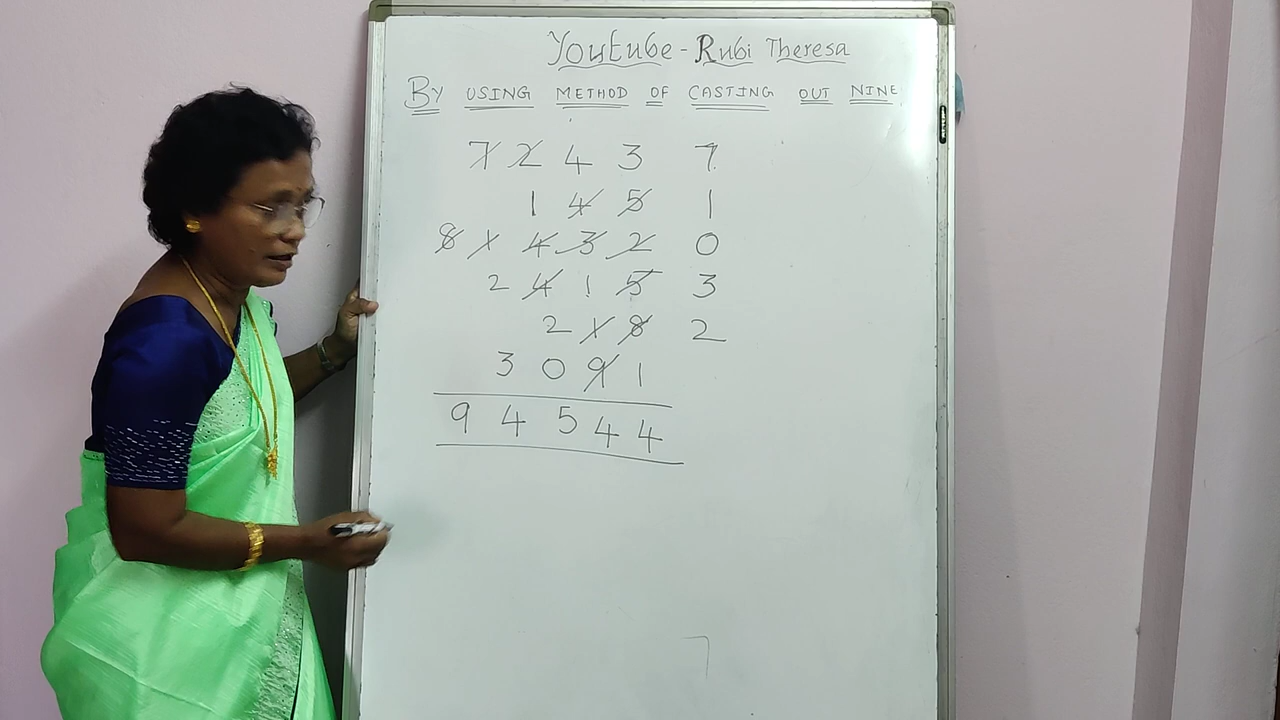 Youtube - Rubi Theresa
BY USING METHOD OF CASTING OUT NINE
7 2 4 3 7
1 4 5 1
8 1 4 3 2 0
2 4 1 5 3
2 1 8 2
3 0 9 1
9 4 5 4 4